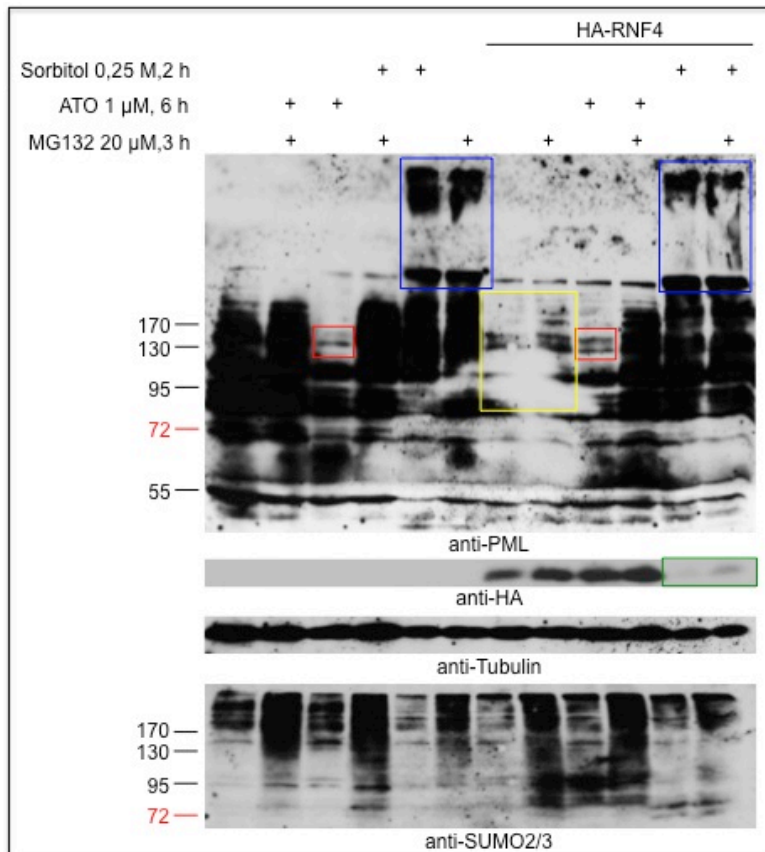 HA-RNF4
Sorbitol 0,25 M,2 h + + + +
ATO 1 µM, 6 h + + + +
MG132 20 µM,3 h + + + + +
170
130
95
72
55
anti-PML
anti-HA
anti-Tubulin
170
130
95
72
anti-SUMO2/3